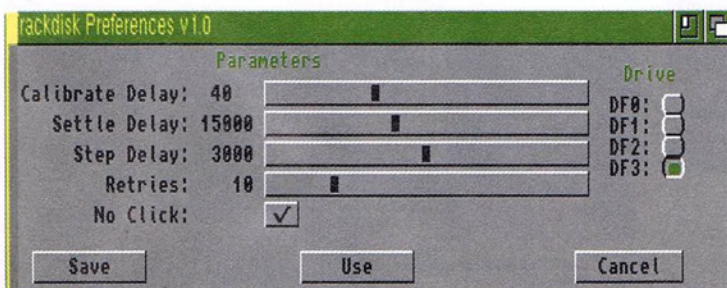 rackdisk Preferences v1.0
Parameters
Drive
Calibrate Delay: 40
Settle Delay: 15000
Step Delay: 3000
Retries: 10
No Click:
DF0:
DF1:
DF2:
DF3:
Save
Use
Cancel